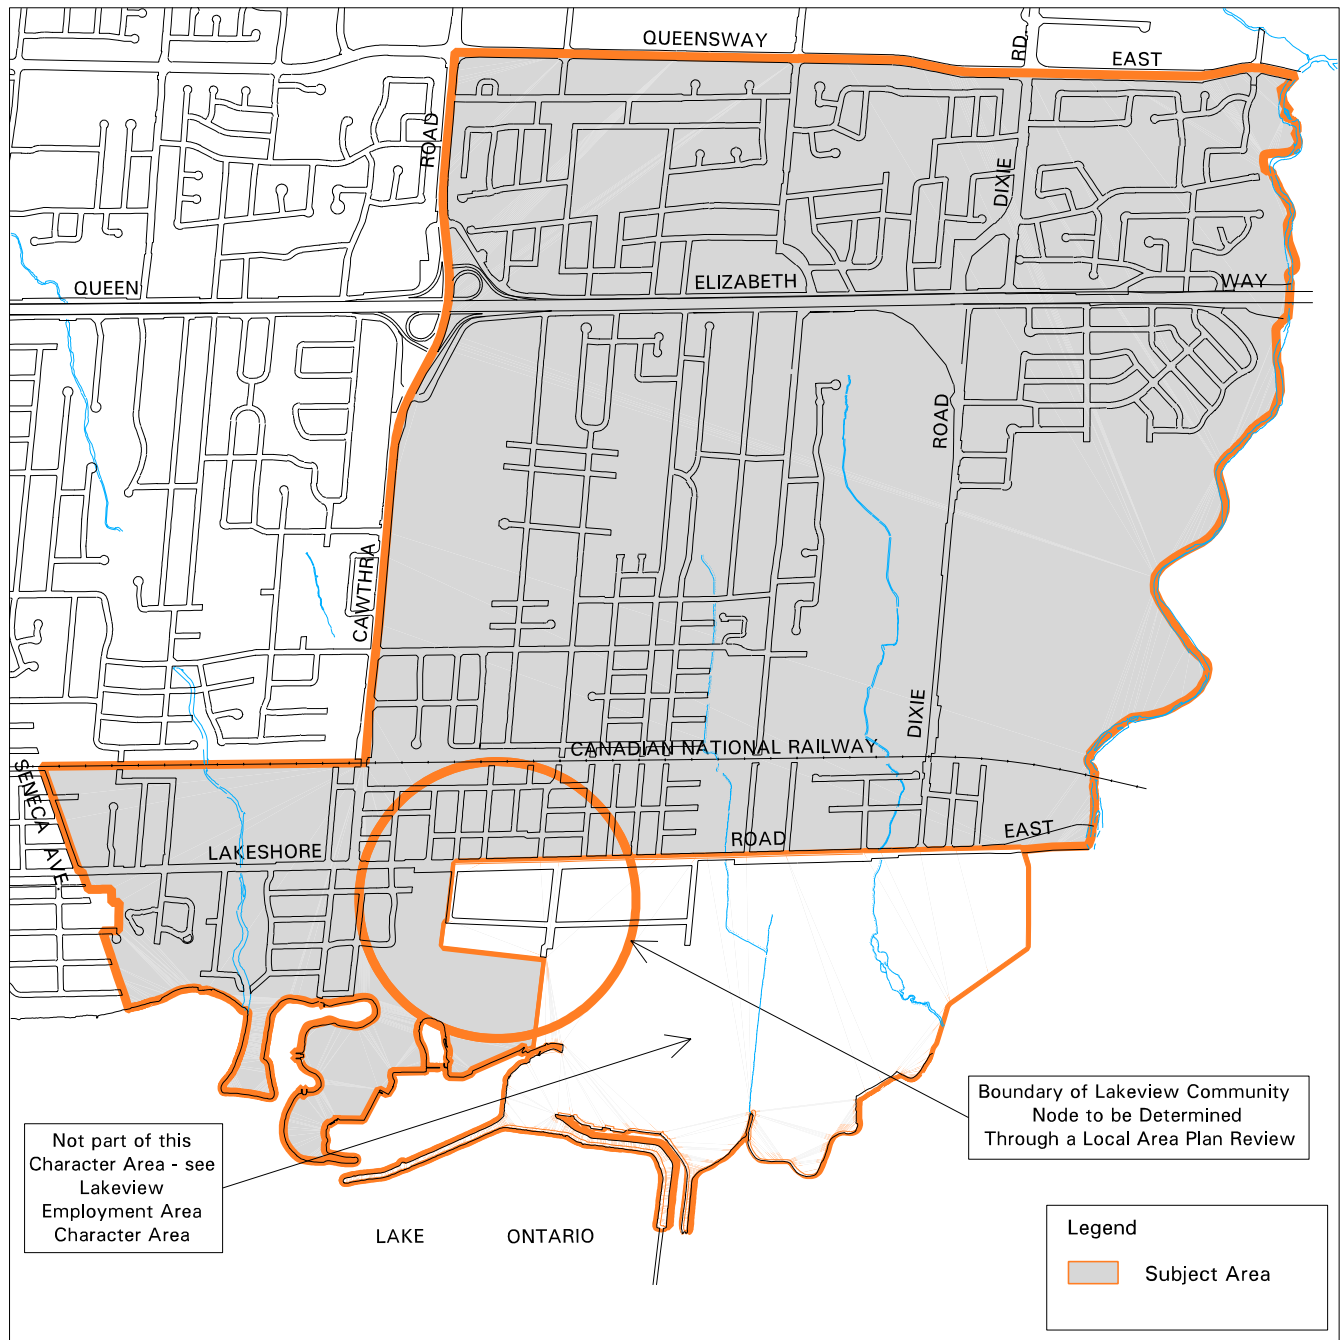 QUEENSWAY
RD.
EAST
ROAD
DIXIE
QUEEN
ELIZABETH
WAY
ROAD
CAWTHRA
DIXIE
CANADIAN NATIONAL RAILWAY
SENECA AVE.
LAKESHORE
ROAD
EAST
Boundary of Lakeview Community
Node to be Determined
Through a Local Area Plan Review
Not part of this
Character Area - see
Lakeview
Employment Area
Character Area
LAKE ONTARIO
Legend
Subject Area